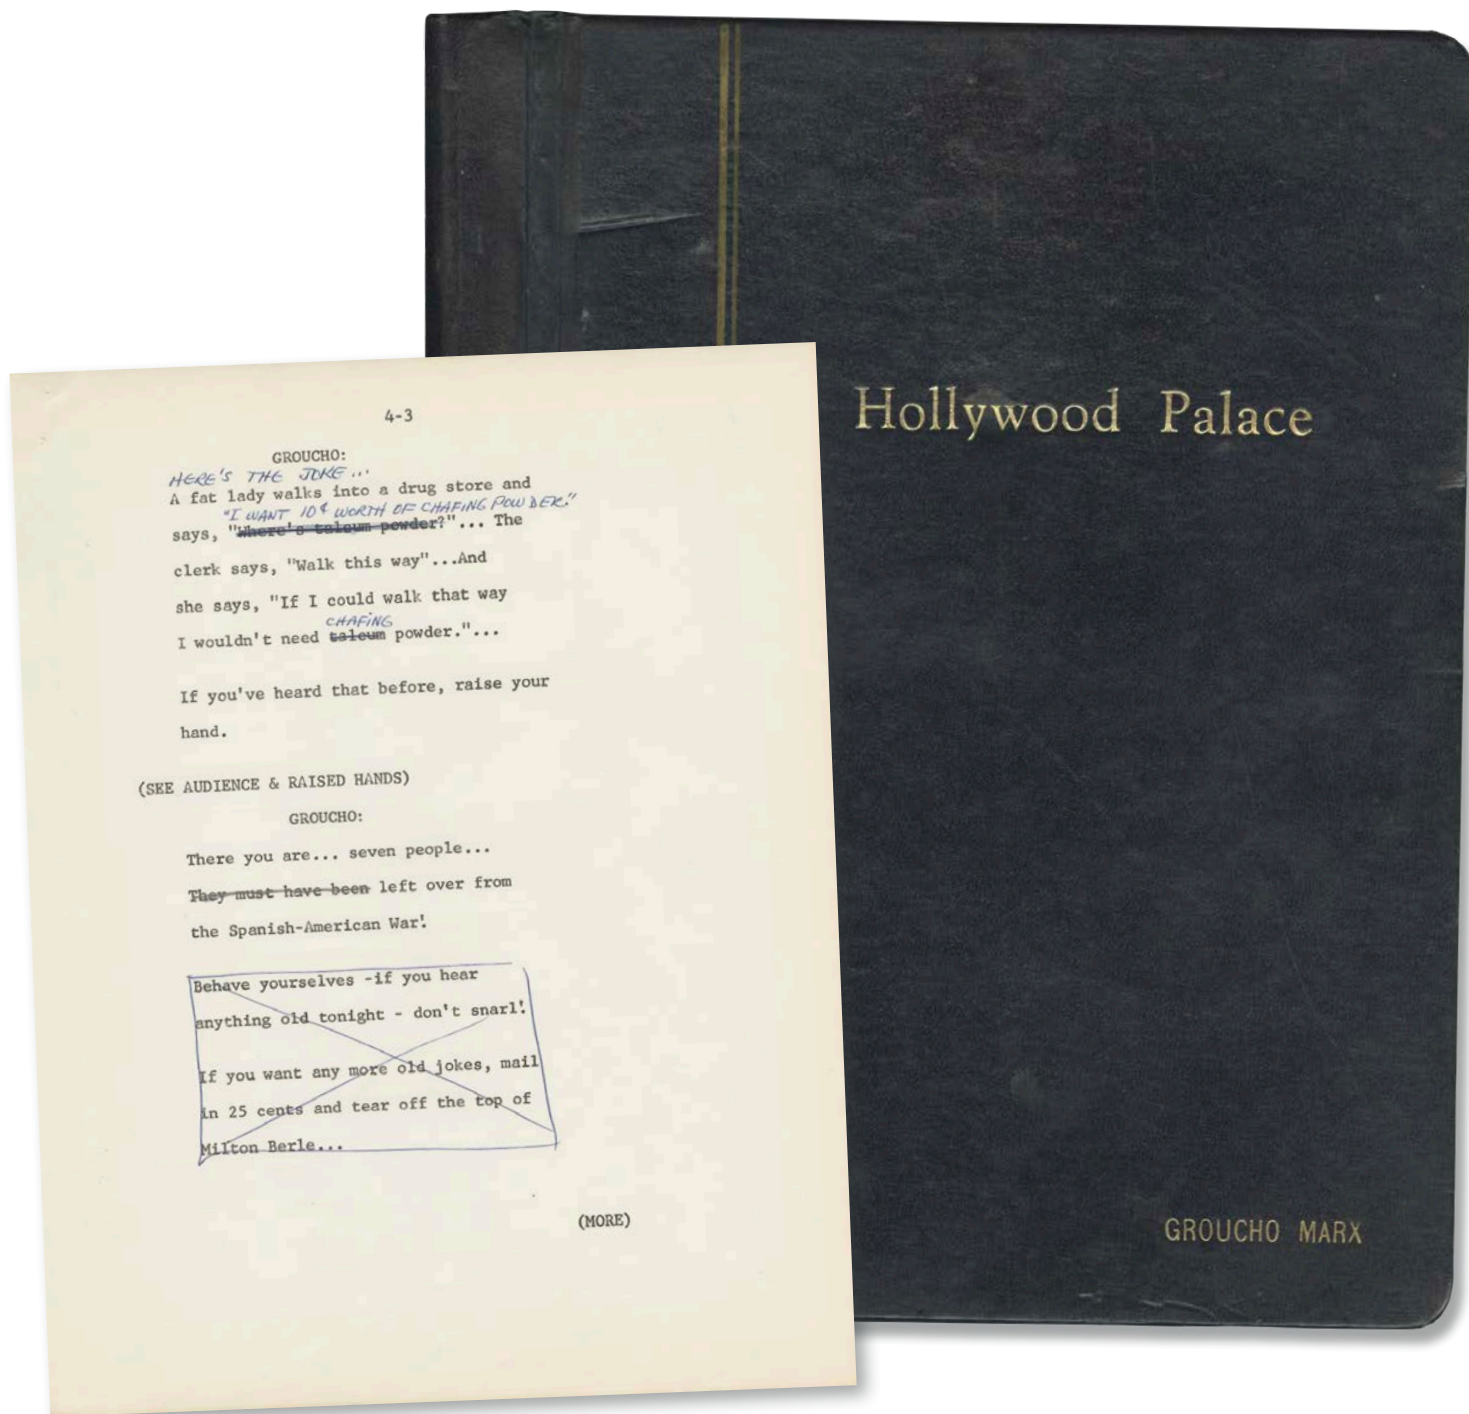 Hollywood Palace
GROUCHO MARX
4-3
GROUCHO:
HERE'S THE JOKE...
A fat lady walks into a drug store and
"I WANT 10¢ WORTH OF CHAFING POWDER."
says, "Where's talcum powder?"... The
clerk says, "Walk this way"...And
she says, "If I could walk that way
CHAFING
I wouldn't need talcum powder."...
If you've heard that before, raise your
hand.
(SEE AUDIENCE & RAISED HANDS)
GROUCHO:
There you are... seven people...
They must have been left over from
the Spanish-American War!
Behave yourselves -if you hear
anything old tonight - don't snarl!
If you want any more old jokes, mail
in 25 cents and tear off the top of
Milton Berle...
(MORE)